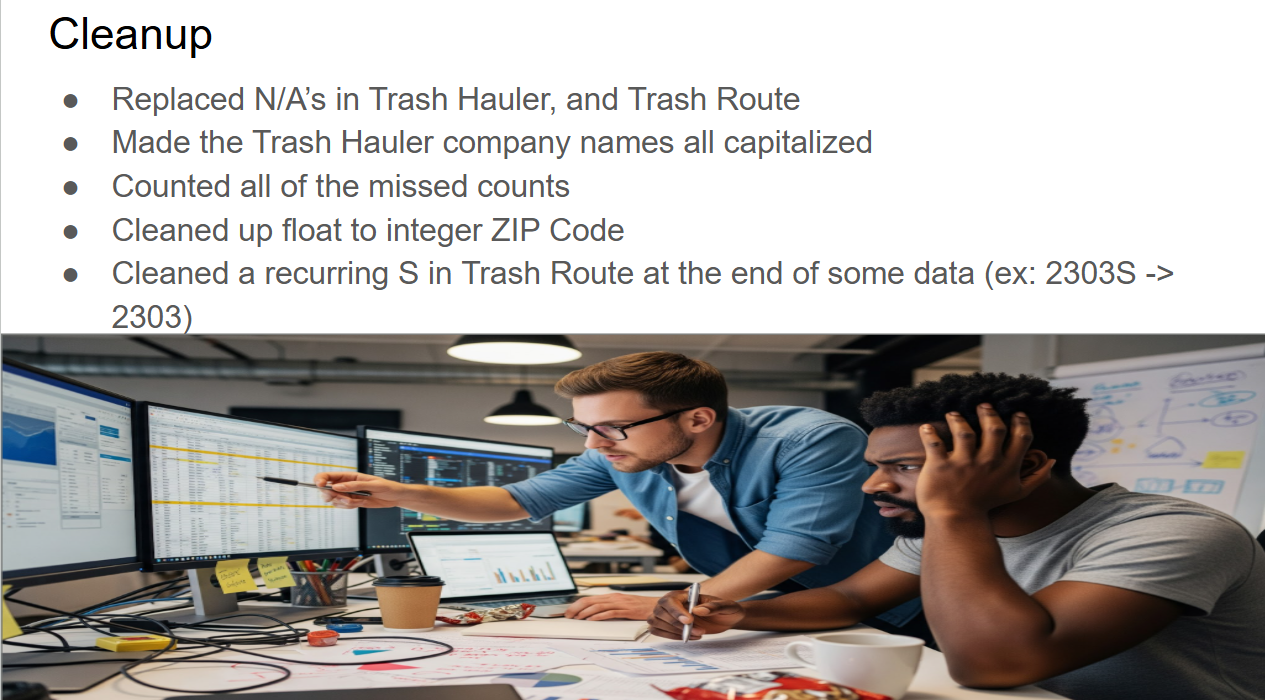 Cleanup
● Replaced N/A’s in Trash Hauler, and Trash Route
● Made the Trash Hauler company names all capitalized
● Counted all of the missed counts
● Cleaned up float to integer ZIP Code
● Cleaned a recurring S in Trash Route at the end of some data (ex: 2303S ->
2303)